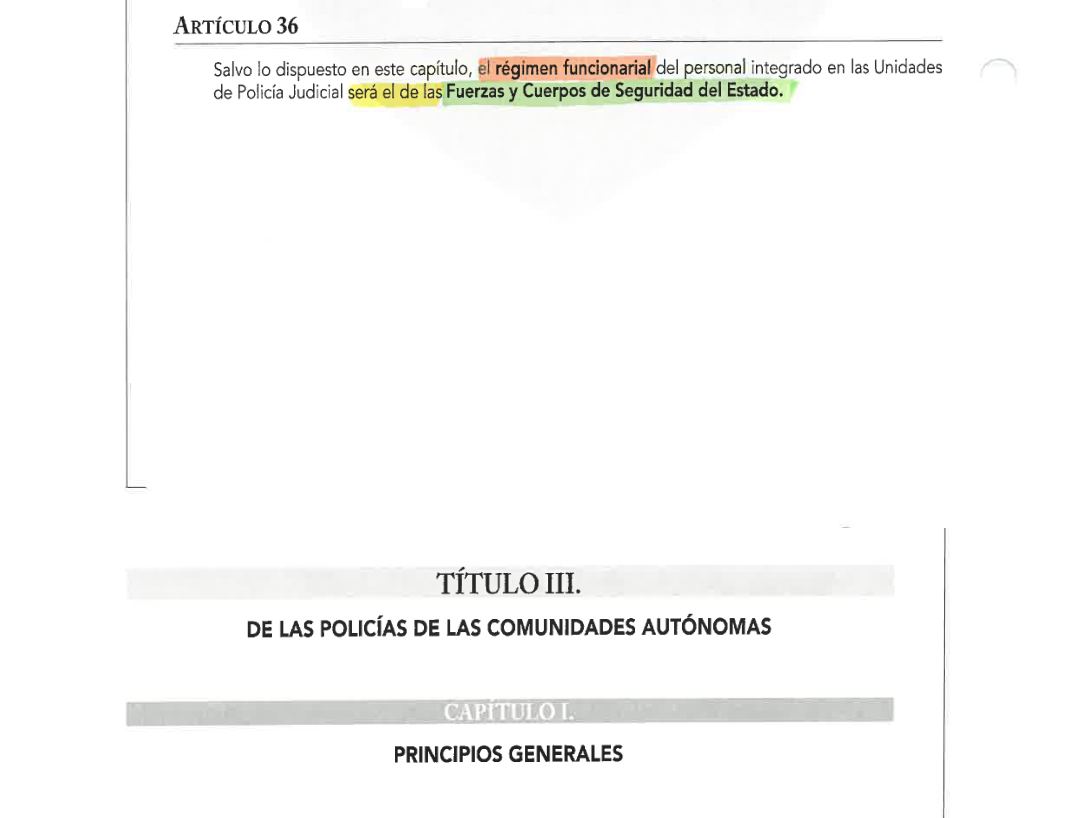 ARTÍCULO 36
Salvo lo dispuesto en este capítulo, el régimen funcionarial del personal integrado en las Unidades
de Policía Judicial será el de las Fuerzas y Cuerpos de Seguridad del Estado.
TÍTULO III.
DE LAS POLICÍAS DE LAS COMUNIDADES AUTÓNOMAS
CAPÍTULO I.
PRINCIPIOS GENERALES